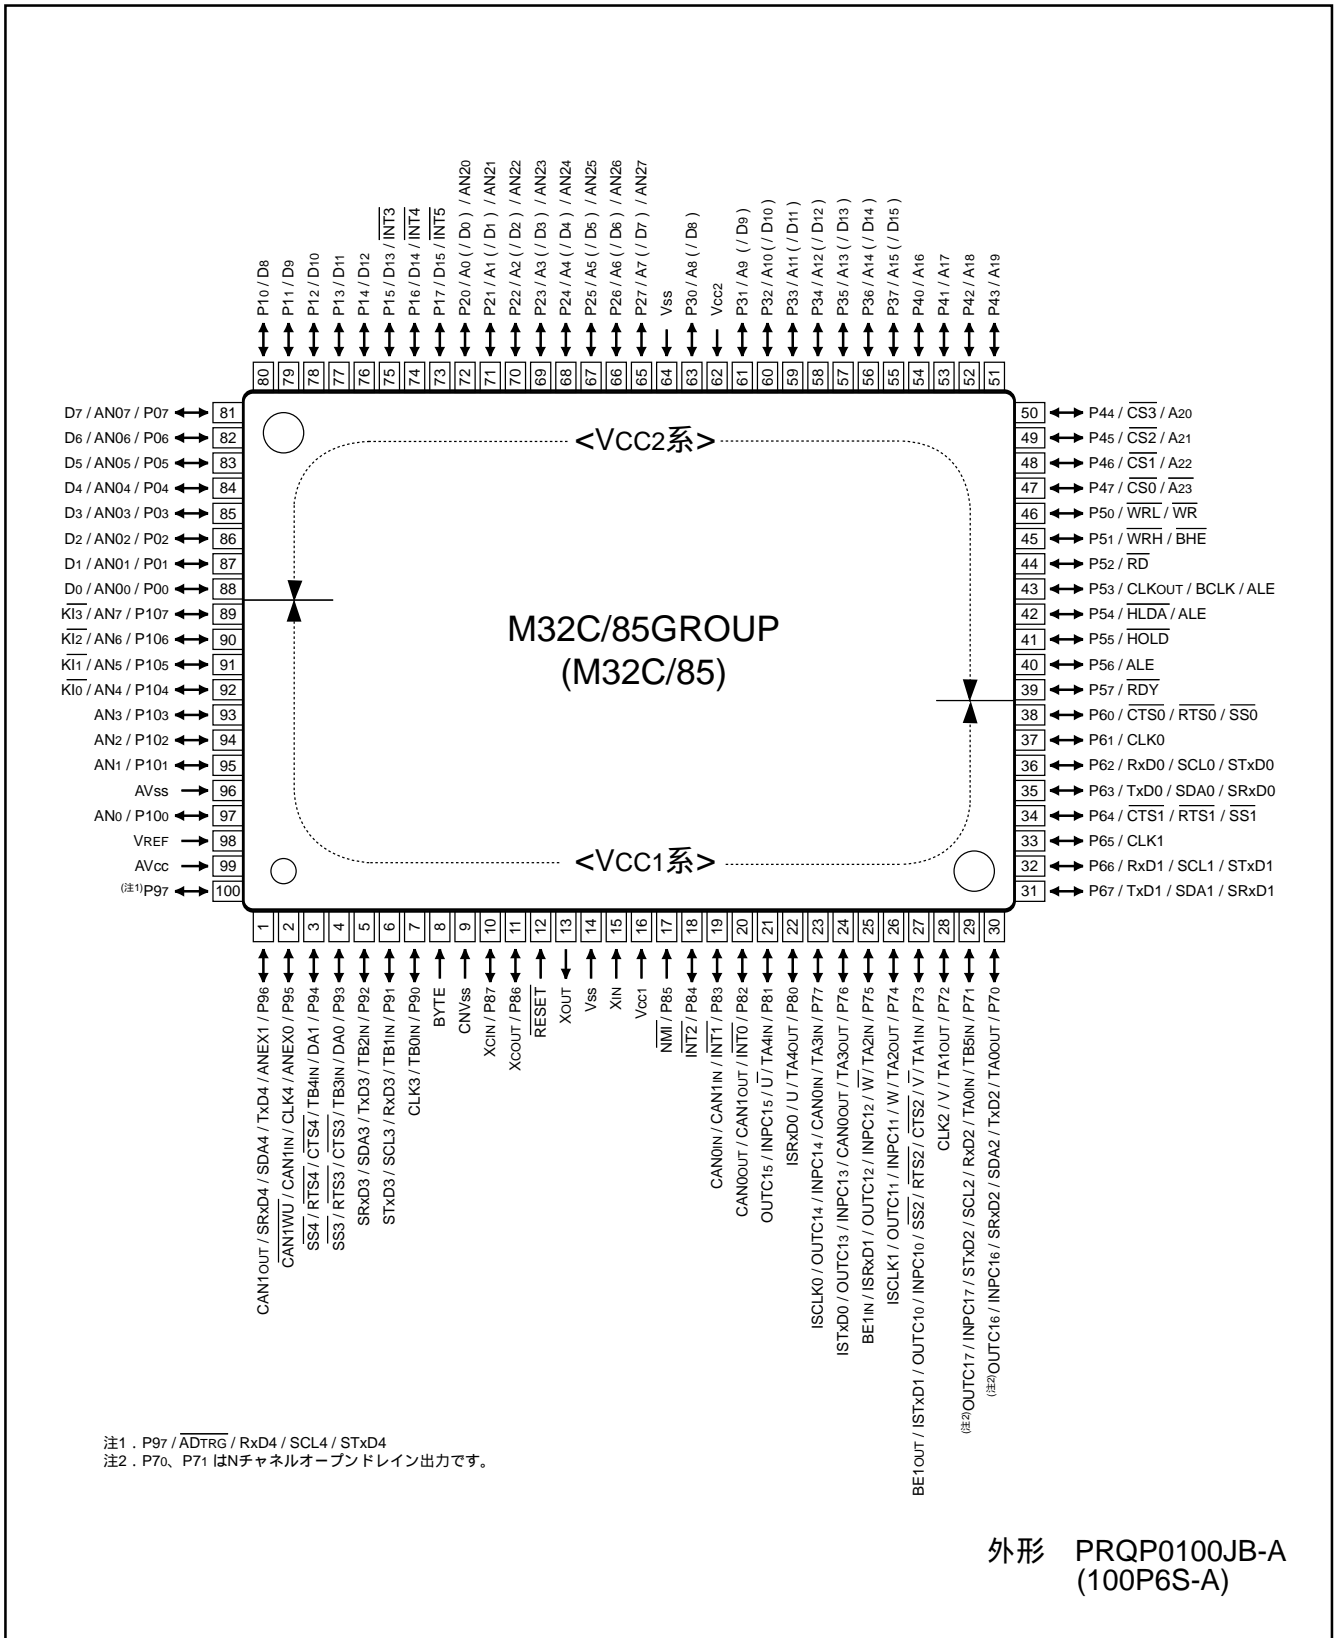 P10 / D8
P11 / D9
P12 / D10
P13 / D11
P14 / D12
P15 / D13 / INT3
P16 / D14 / INT4
P17 / D15 / INT5
P20 / A0 ( / D0 ) / AN20
P21 / A1 ( / D1 ) / AN21
P22 / A2 ( / D2 ) / AN22
P23 / A3 ( / D3 ) / AN23
P24 / A4 ( / D4 ) / AN24
P25 / A5 ( / D5 ) / AN25
P26 / A6 ( / D6 ) / AN26
P27 / A7 ( / D7 ) / AN27
Vss
P30 / A8 ( / D8 )
Vcc2
P31 / A9 ( / D9 )
P32 / A10 ( / D10 )
P33 / A11 ( / D11 )
P34 / A12 ( / D12 )
P35 / A13 ( / D13 )
P36 / A14 ( / D14 )
P37 / A15 ( / D15 )
P40 / A16
P41 / A17
P42 / A18
P43 / A19
80 79 78 77 76 75 74 73 72 71 70 69 68 67 66 65 64 63 62 61 60 59 58 57 56 55 54 53 52 51
D7 / AN07 / P07 81
D6 / AN06 / P06 82
D5 / AN05 / P05 83
D4 / AN04 / P04 84
D3 / AN03 / P03 85
D2 / AN02 / P02 86
D1 / AN01 / P01 87
D0 / AN00 / P00 88
KI3 / AN7 / P107 89
KI2 / AN6 / P106 90
KI1 / AN5 / P105 91
KI0 / AN4 / P104 92
AN3 / P103 93
AN2 / P102 94
AN1 / P101 95
AVss 96
AN0 / P100 97
VREF 98
AVcc 99
(注1)P97 100
<VCC2系>
M32C/85GROUP
(M32C/85)
<VCC1系>
50 P44 / CS3 / A20
49 P45 / CS2 / A21
48 P46 / CS1 / A22
47 P47 / CS0 / A23
46 P50 / WRL / WR
45 P51 / WRH / BHE
44 P52 / RD
43 P53 / CLKOUT / BCLK / ALE
42 P54 / HLDA / ALE
41 P55 / HOLD
40 P56 / ALE
39 P57 / RDY
38 P60 / CTS0 / RTS0 / SS0
37 P61 / CLK0
36 P62 / RxD0 / SCL0 / STxD0
35 P63 / TxD0 / SDA0 / SRxD0
34 P64 / CTS1 / RTS1 / SS1
33 P65 / CLK1
32 P66 / RxD1 / SCL1 / STxD1
31 P67 / TxD1 / SDA1 / SRxD1
1 2 3 4 5 6 7 8 9 10 11 12 13 14 15 16 17 18 19 20 21 22 23 24 25 26 27 28 29 30
CAN1OUT / SRxD4 / SDA4 / TxD4 / ANEX1 / P96
CAN1WU / CAN1IN / CLK4 / ANEX0 / P95
SS4 / RTS4 / CTS4 / TB4IN / DA1 / P94
SS3 / RTS3 / CTS3 / TB3IN / DA0 / P93
SRxD3 / SDA3 / TxD3 / TB2IN / P92
STxD3 / SCL3 / RxD3 / TB1IN / P91
CLK3 / TB0IN / P90
BYTE
CNVss
XCIN / P87
XCOUT / P86
RESET
XOUT
Vss
XIN
Vcc1
NMI / P85
INT2 / P84
CAN0IN / CAN1IN / INT1 / P83
CAN0OUT / CAN1OUT / INT0 / P82
OUTC15 / INPC15 / U / TA4IN / P81
ISRxD0 / U / TA4OUT / P80
ISCLK0 / OUTC14 / INPC14 / CAN0IN / TA3IN / P77
ISTxD0 / OUTC13 / INPC13 / CAN0OUT / TA3OUT / P76
BE1IN / ISRxD1 / OUTC12 / INPC12 / W / TA2IN / P75
ISCLK1 / OUTC11 / INPC11 / W / TA2OUT / P74
BE1OUT / ISTxD1 / OUTC10 / INPC10 / SS2 / RTS2 / CTS2 / V / TA1IN / P73
CLK2 / V / TA1OUT / P72
(注2)OUTC17 / INPC17 / STxD2 / SCL2 / RxD2 / TA0IN / TB5IN / P71
(注2)OUTC16 / INPC16 / SRxD2 / SDA2 / TxD2 / TA0OUT / P70
注1．P97 / ADTRG / RxD4 / SCL4 / STxD4
注2．P70、P71 はNチャネルオープンドレイン出力です。
外形　PRQP0100JB-A
(100P6S-A)